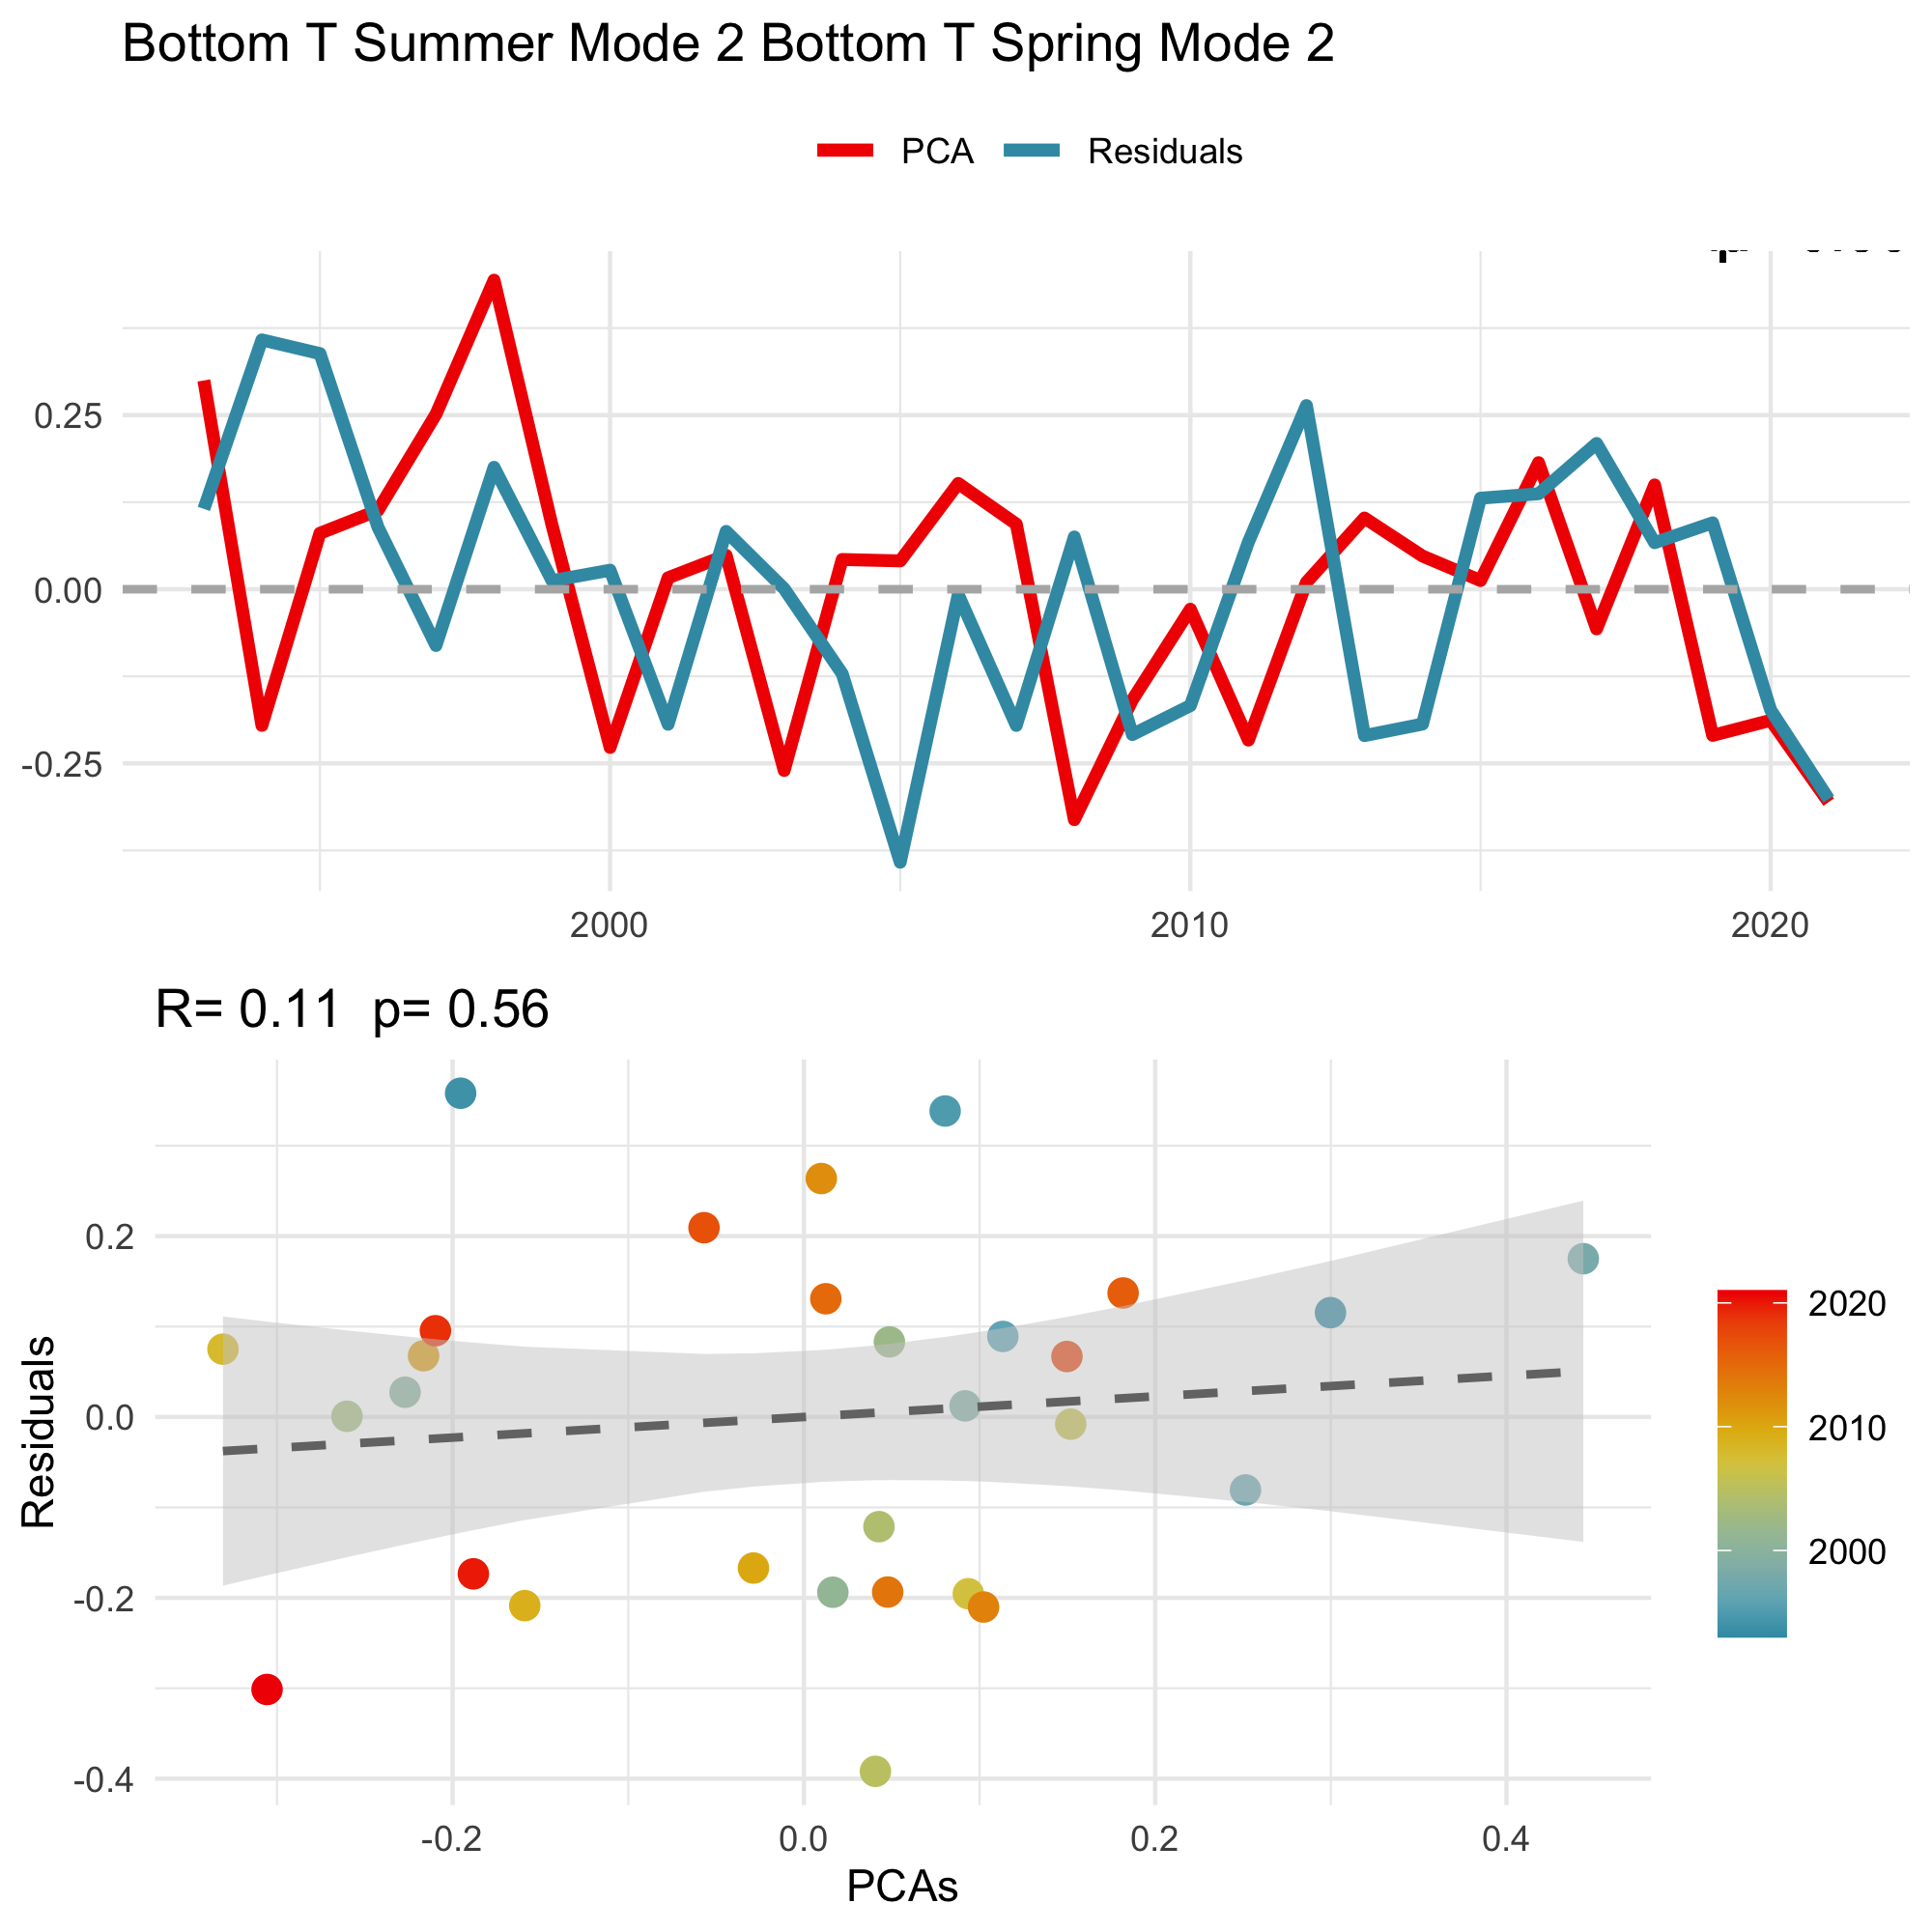 Bottom T Summer Mode 2 Bottom T Spring Mode 2
PCA Residuals
0.25
0.00
-0.25
2000 2010 2020
R= 0.11 p= 0.56
Residuals
0.2
0.0
-0.2
-0.4
-0.2 0.0 0.2 0.4
PCAs
2020
2010
2000